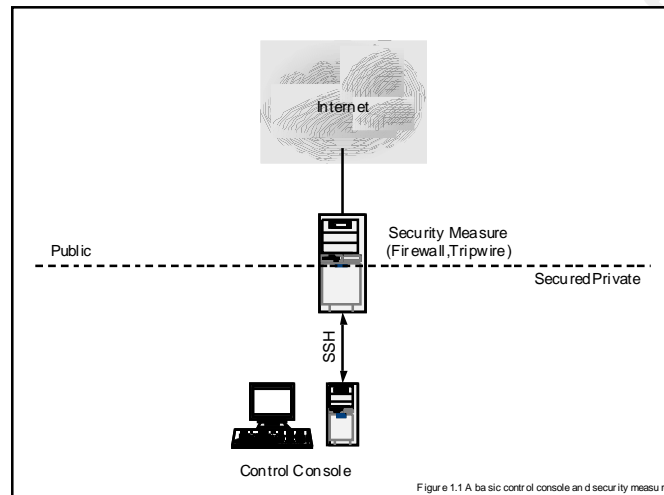 Internet
Security Measure
(Firewall,Tripwire)
Public
Secured Private
SSH
Control Console
Figure 1.1 A basic control console and security measur